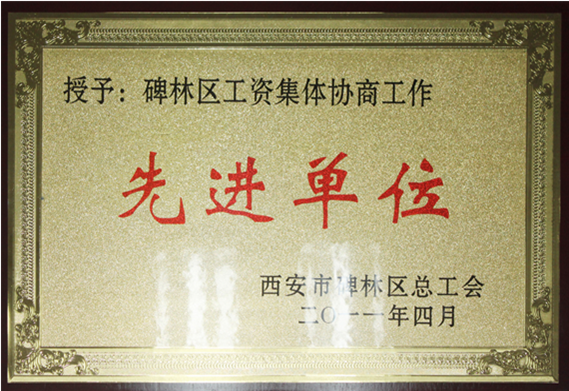 授予：碑林区工资集体协商工作
先进单位
西安市碑林区总工会
二〇一一年四月